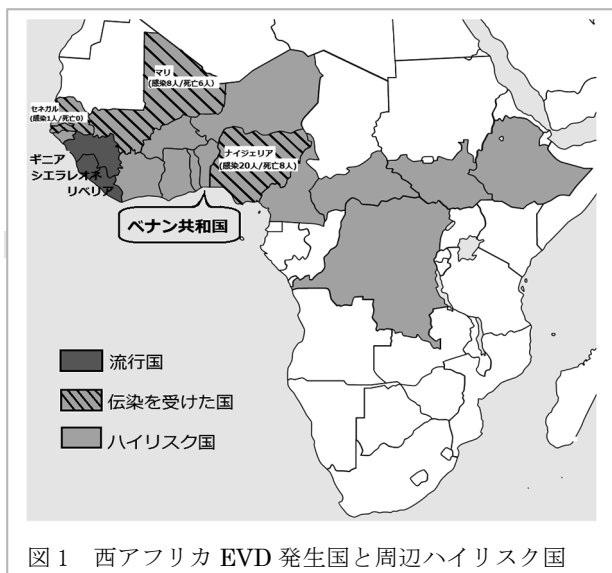 マリ
(感染8人/死亡6人)
セネガル
(感染1人/死亡0)
ナイジェリア
(感染20人/死亡8人)
ギニア
シエラレオネ
リベリア
ベナン共和国
流行国
伝染を受けた国
ハイリスク国
図1 西アフリカ EVD 発生国と周辺ハイリスク国